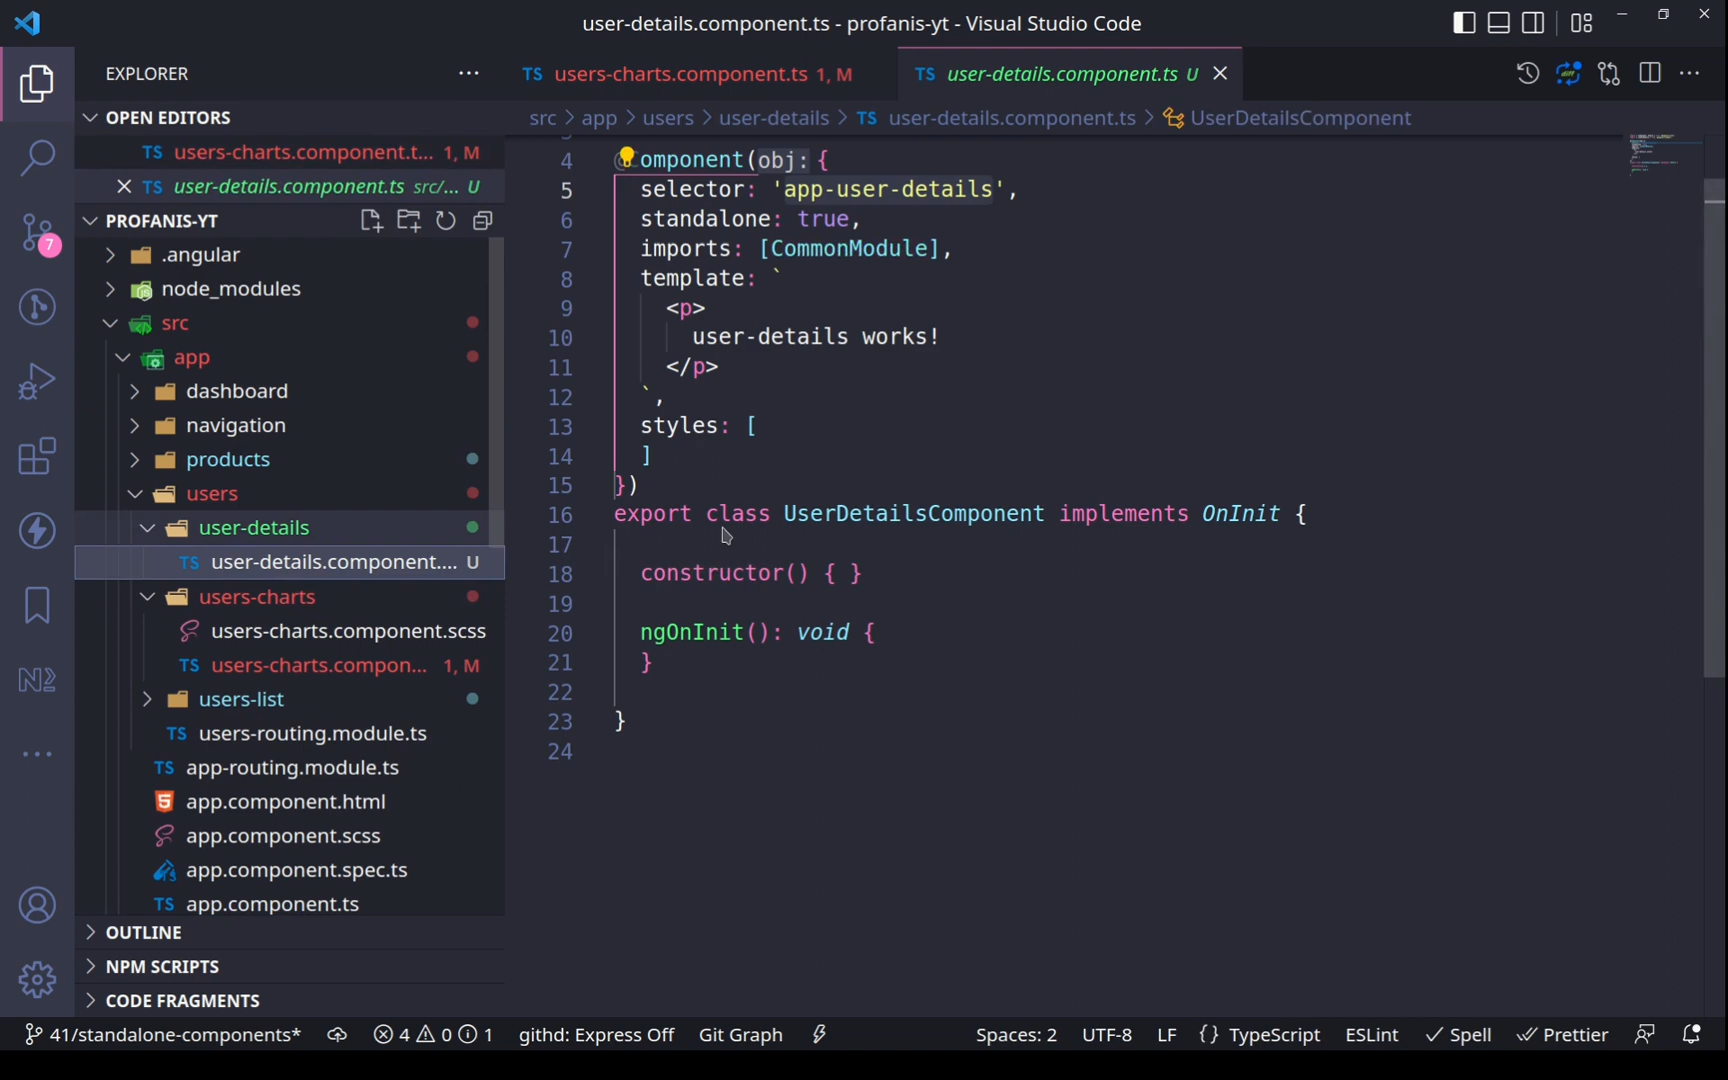 user-details.component.ts - profanis-yt - Visual Studio Code
EXPLORER
TS users-charts.component.ts 1, M
TS user-details.component.ts U
OPEN EDITORS
TS users-charts.component.t... 1, M
TS user-details.component.ts src/... U
src > app > users > user-details > TS user-details.component.ts > UserDetailsComponent
PROFANIS-YT
.angular
node_modules
src
app
dashboard
navigation
products
users
user-details
TS user-details.component.... U
users-charts
users-charts.component.scss
TS users-charts.compon... 1, M
users-list
TS users-routing.module.ts
TS app-routing.module.ts
app.component.html
app.component.scss
app.component.spec.ts
TS app.component.ts
OUTLINE
NPM SCRIPTS
CODE FRAGMENTS
7
4 omponent(obj: {
5 selector: 'app-user-details',
6 standalone: true,
7 imports: [CommonModule],
8 template: `
9 <p>
10 user-details works!
11 </p>
12 `,
13 styles: [
14 ]
15 })
16 export class UserDetailsComponent implements OnInit {
17
18 constructor() { }
19
20 ngOnInit(): void {
21 }
22
23 }
24
41/standalone-components* 4 0 1 githd: Express Off Git Graph Spaces: 2 UTF-8 LF {} TypeScript ESLint Spell Prettier